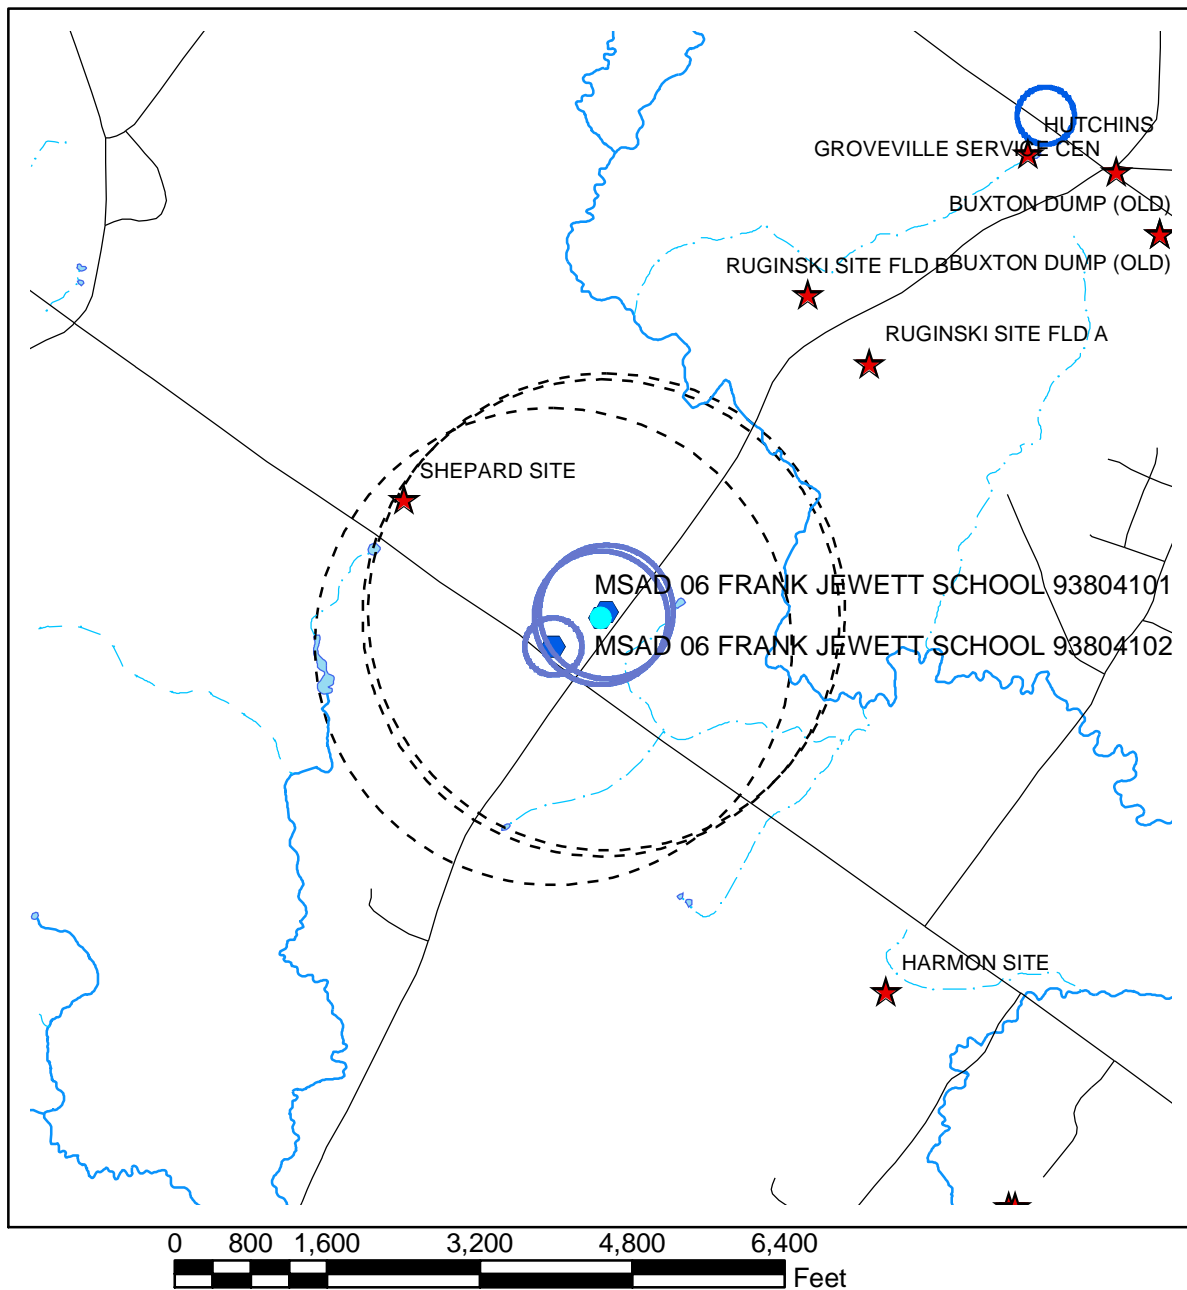 HUTCHINS
GROVEVILLE SERVICE CEN
BUXTON DUMP (OLD)
RUGINSKI SITE FLD B
BUXTON DUMP (OLD)
RUGINSKI SITE FLD A
SHEPARD SITE
MSAD 06 FRANK JEWETT SCHOOL 93804101
MSAD 06 FRANK JEWETT SCHOOL 93804102
HARMON SITE
0 800 1,600 3,200 4,800 6,400
Feet